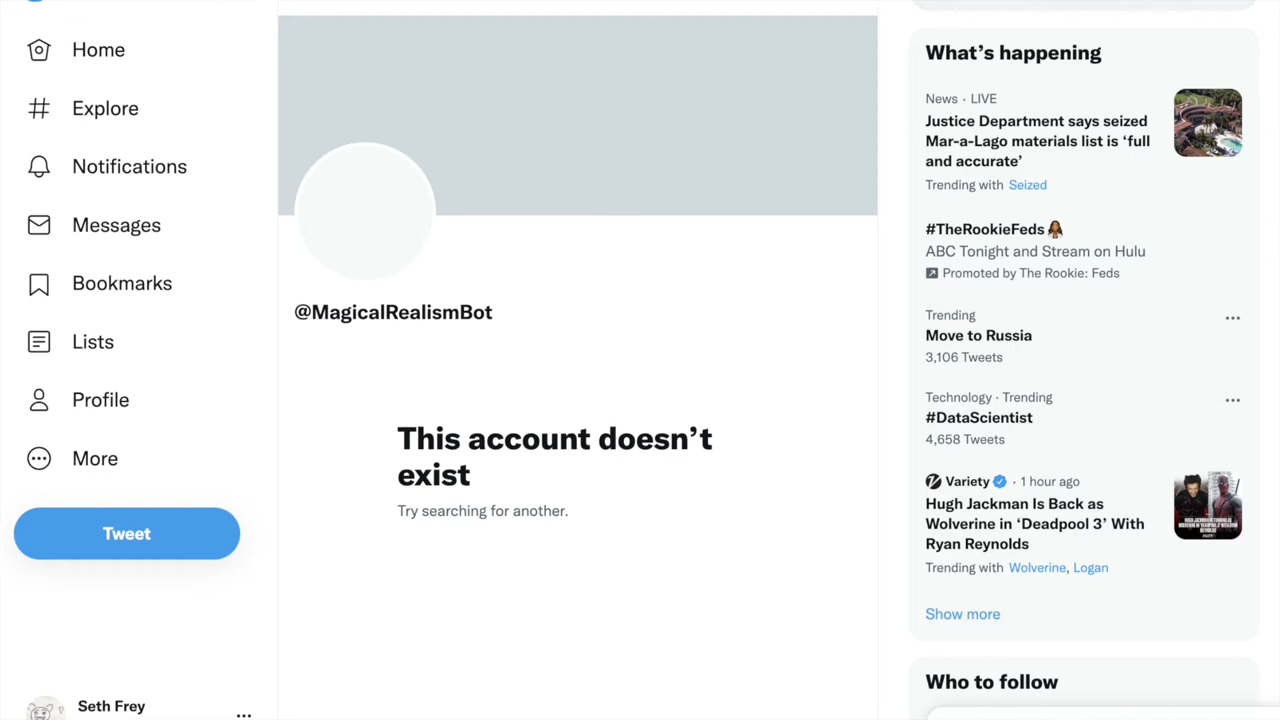 Home
Explore
Notifications
Messages
Bookmarks
Lists
Profile
More
Tweet
Seth Frey
@MagicalRealismBot
This account doesn’t
exist
Try searching for another.
What’s happening
News · LIVE
Justice Department says seized
Mar-a-Lago materials list is ‘full
and accurate’
Trending with Seized
#TheRookieFeds
ABC Tonight and Stream on Hulu
Promoted by The Rookie: Feds
Trending
Move to Russia
3,106 Tweets
Technology · Trending
#DataScientist
4,658 Tweets
Variety · 1 hour ago
Hugh Jackman Is Back as
Wolverine in ‘Deadpool 3’ With
Ryan Reynolds
Trending with Wolverine, Logan
Show more
Who to follow